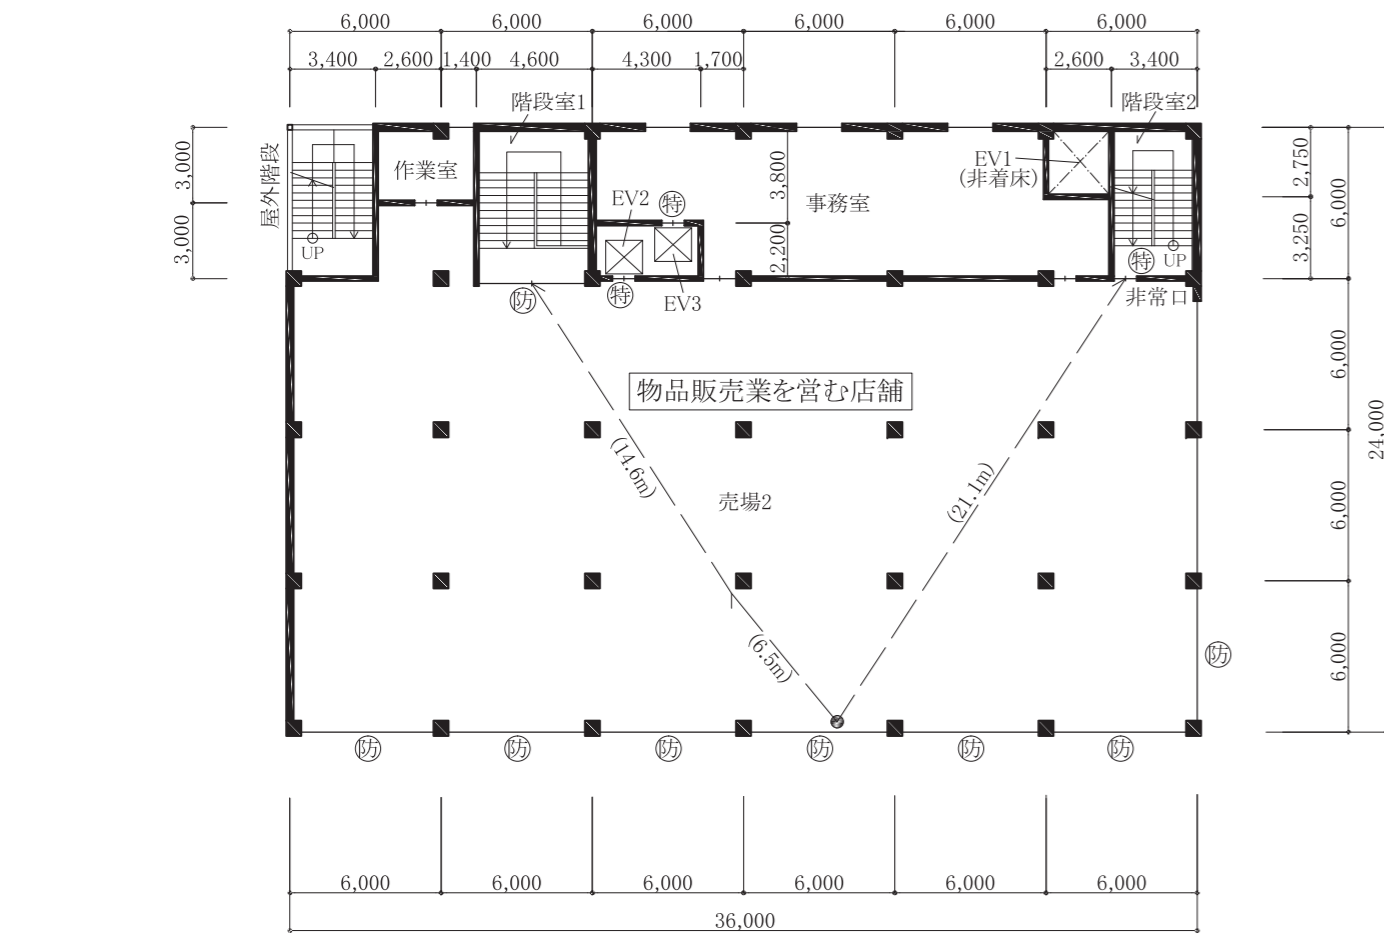 6,000 6,000 6,000 6,000 6,000 6,000
3,400 2,600 1,400 4,600 4,300 1,700 2,600 3,400
階段室1
階段室2
3,000
3,000
屋外階段
UP
作業室
EV2
特
3,800
2,200
事務室
EV1
(非着床)
UP
特
非常口
2,750
3,250
6,000
防
特
EV3
物品販売業を営む店舗
(14.6m)
売場2
(21.1m)
(6.5m)
6,000
6,000
6,000
24,000
防
防 防 防 防 防 防
6,000 6,000 6,000 6,000 6,000 6,000
36,000